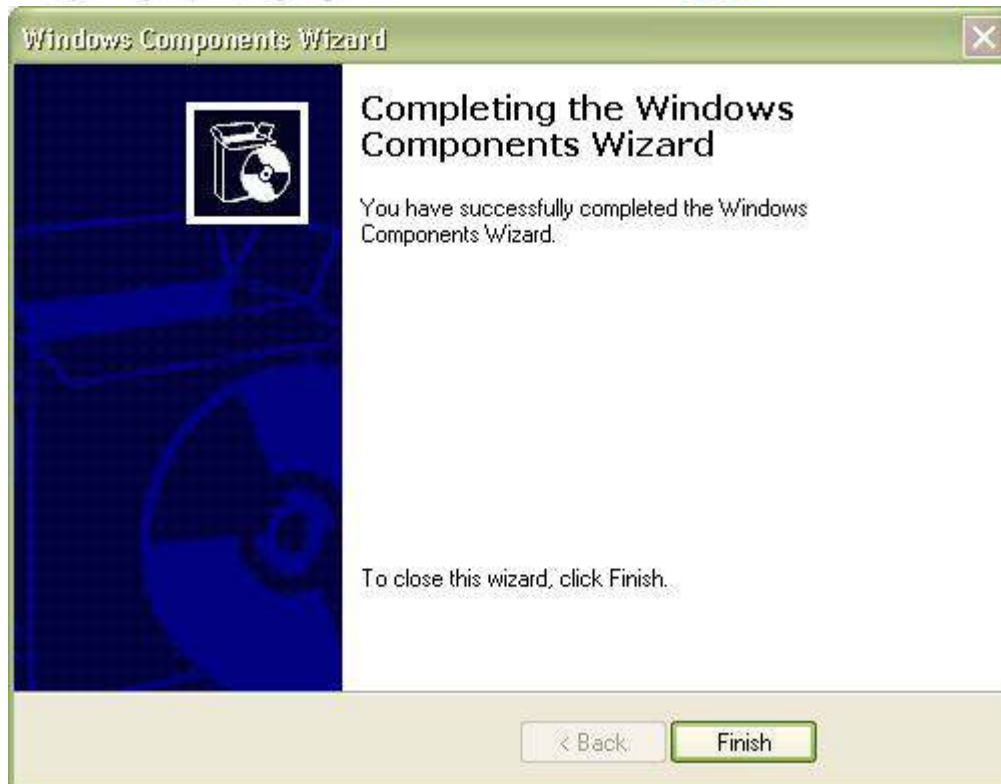 Windows Components Wizard
Completing the Windows
Components Wizard
You have successfully completed the Windows
Components Wizard.
To close this wizard, click Finish.
< Back
Finish